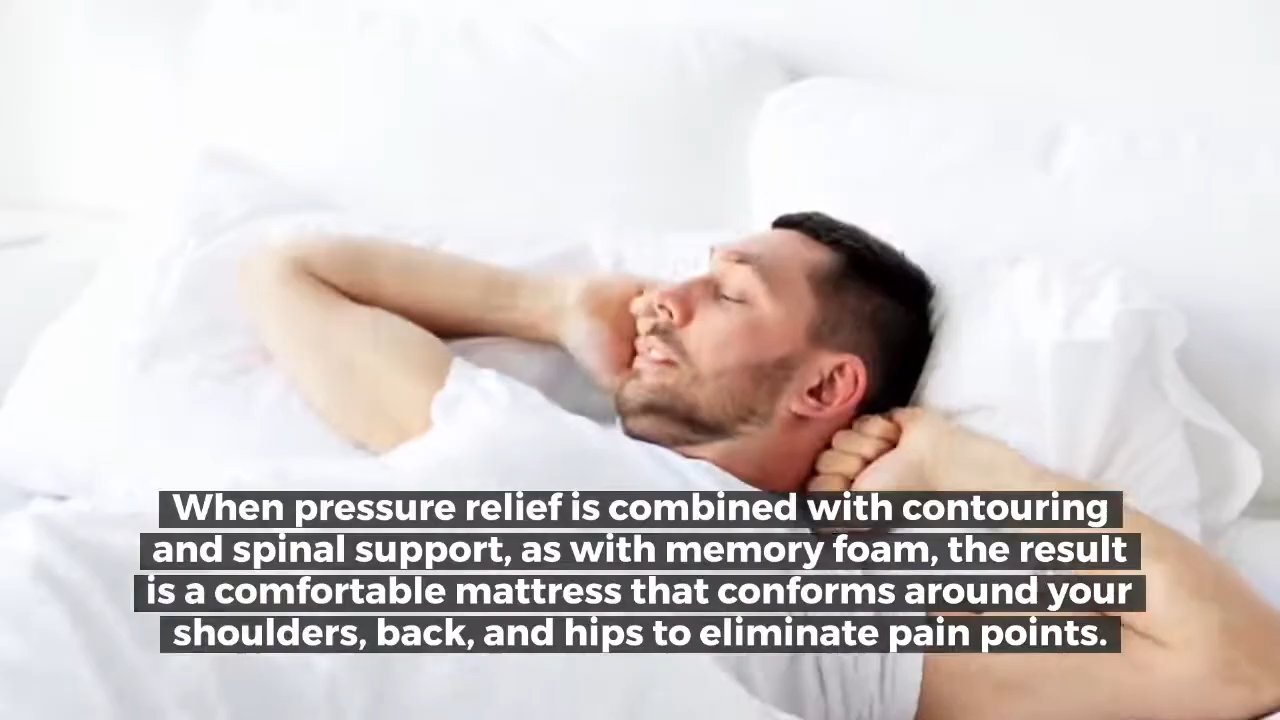 When pressure relief is combined with contouring
and spinal support, as with memory foam, the result
is a comfortable mattress that conforms around your
shoulders, back, and hips to eliminate pain points.